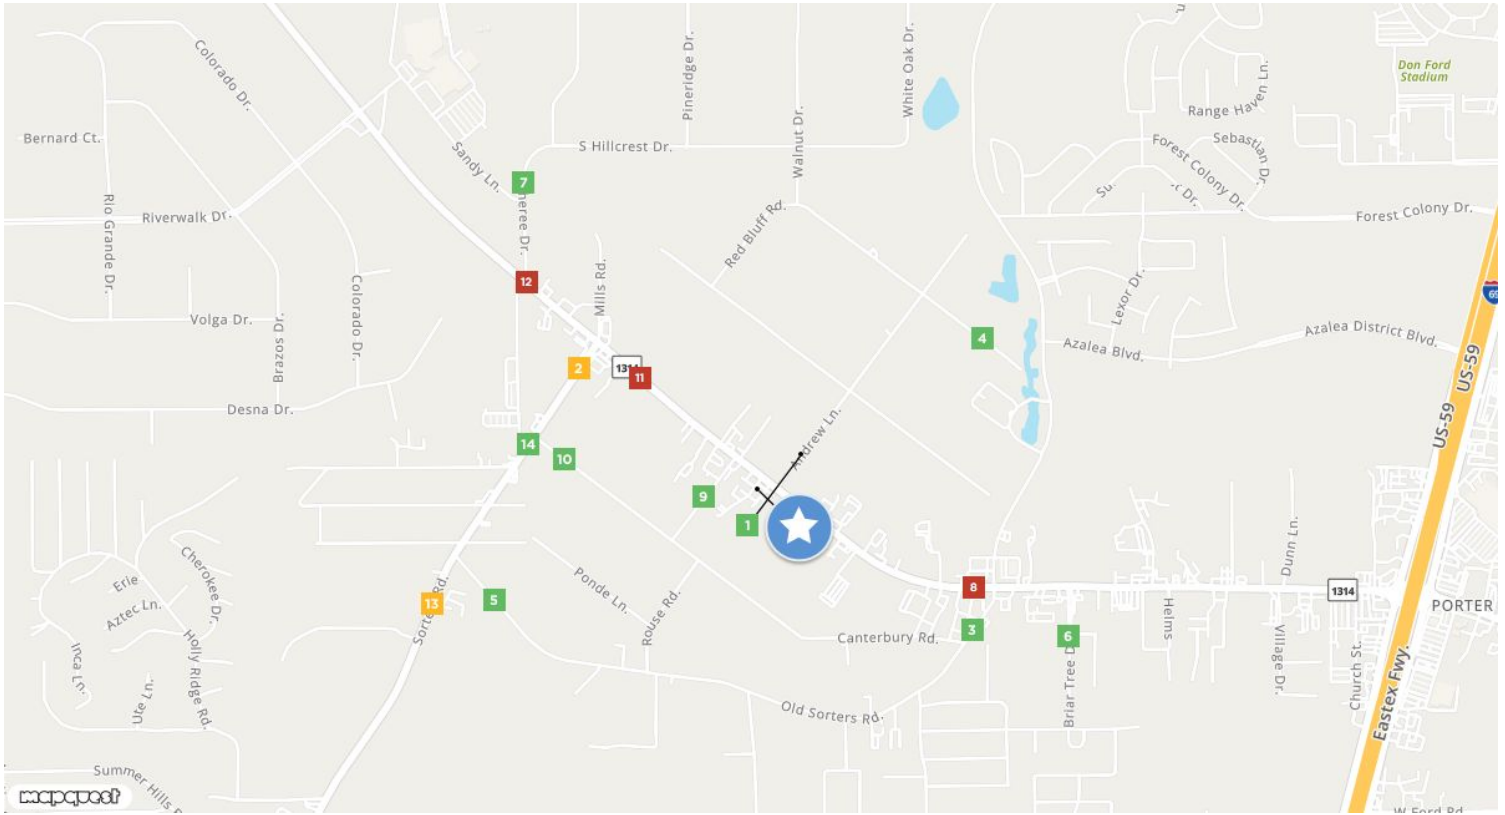 Colorado Dr.
Pineridge Dr.
White Oak Dr.
Don Ford
Stadium
Range Haven Ln.
Bernard Ct.
Sandy Ln.
S Hillcrest Dr.
Walnut Dr.
Forest Colony Dr.
Sebastian Dr.
7
Su
Dr.
Rio Grande Dr.
Riverwalk Dr.
neree Dr.
Red Bluff Rd.
Forest Colony Dr.
12
Mills Rd.
Lexor Dr.
69
Colorado Dr.
Volga Dr.
Brazos Dr.
4
Azalea Blvd.
Azalea District Blvd.
2
1314
11
US-59
US-59
Desna Dr.
Andrew Ln.
14
10
9
1
Cherokee Dr.
Erie
Aztec Ln.
Ponde Ln.
Dunn Ln.
13
5
Sorters Rd.
Rouse Rd.
8
1314
PORTER
3
6
Canterbury Rd.
Helms
Village Dr.
Church St.
Inca Ln.
Holly Ridge Rd.
Ute Ln.
Old Sorters Rd.
Briar Tree D
Eastex Fwy.
Summer Hills
mapquest
W Ford Rd